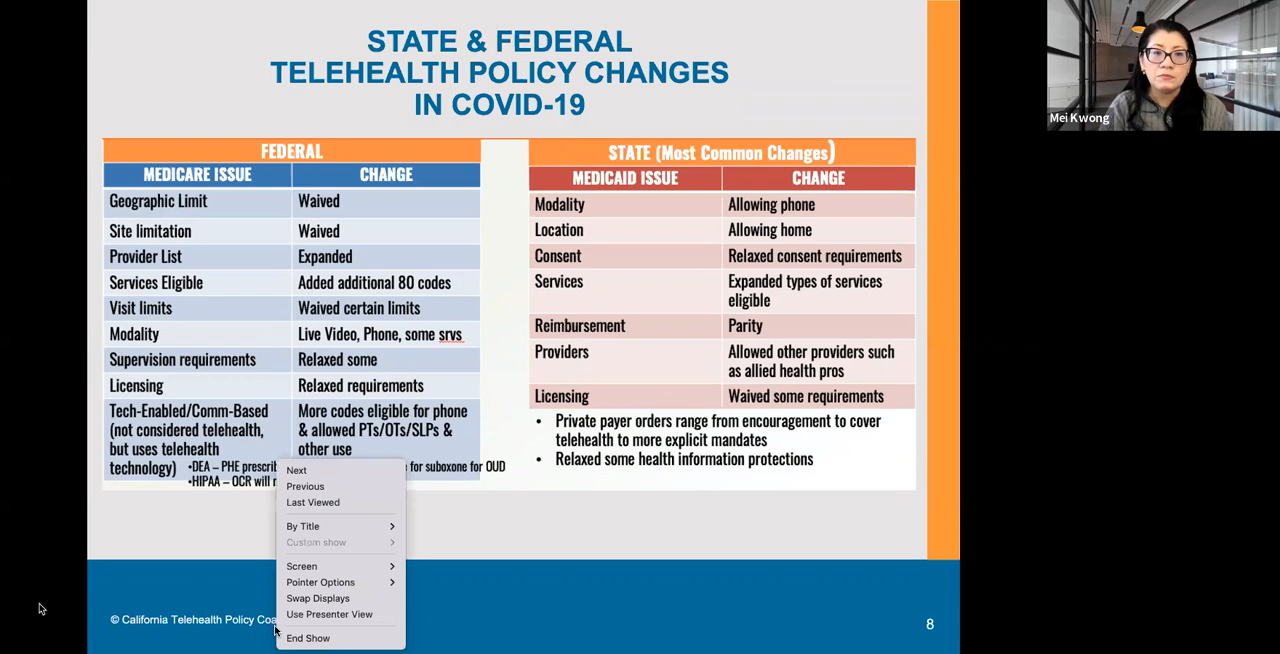 STATE & FEDERAL
TELEHEALTH POLICY CHANGES
IN COVID-19
FEDERAL
MEDICARE ISSUE CHANGE
Geographic Limit Waived
Site limitation Waived
Provider List Expanded
Services Eligible Added additional 80 codes
Visit limits Waived certain limits
Modality Live Video, Phone, some srvs
Supervision requirements Relaxed some
Licensing Relaxed requirements
Tech-Enabled/Comm-Based More codes eligible for phone
(not considered telehealth, & allowed PTs/OTs/SLPs &
but uses telehealth other use
technology)
•DEA – PHE prescrib for suboxone for OUD
•HIPAA – OCR will
STATE (Most Common Changes)
MEDICAID ISSUE CHANGE
Modality Allowing phone
Location Allowing home
Consent Relaxed consent requirements
Services Expanded types of services
eligible
Reimbursement Parity
Providers Allowed other providers such
as allied health pros
Licensing Waived some requirements
• Private payer orders range from encouragement to cover
telehealth to more explicit mandates
• Relaxed some health information protections
Next
Previous
Last Viewed
By Title
Custom show
Screen
Pointer Options
Swap Displays
Use Presenter View
End Show
© California Telehealth Policy Coa
8
Mei Kwong